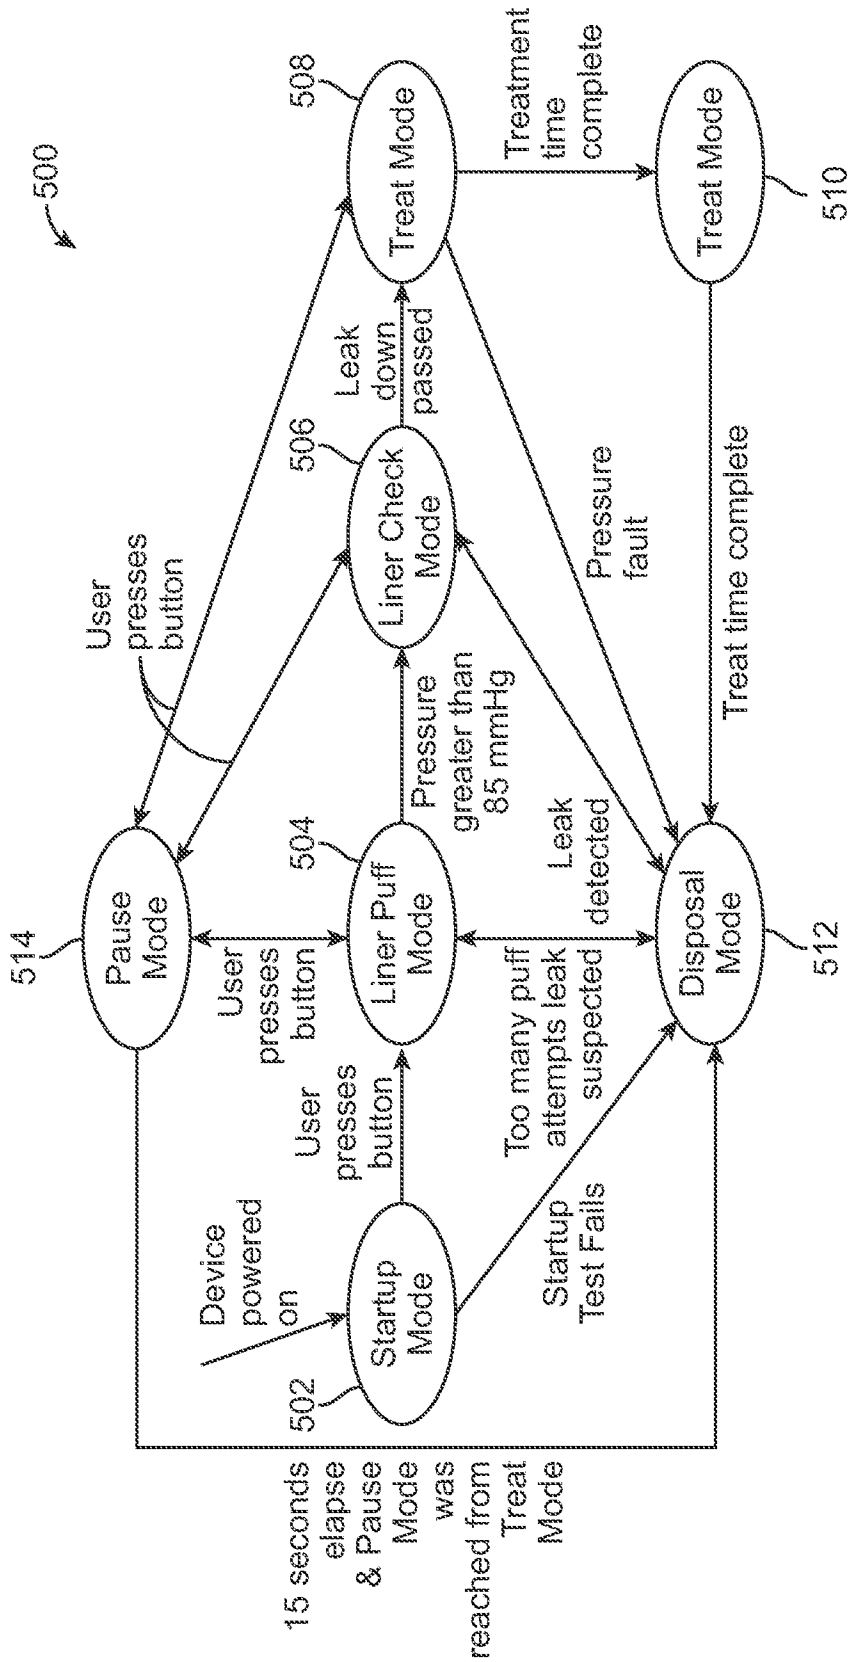 500
514
Pause
Mode
15 seconds
elapse
& Pause
Mode
was
reached from
Treat
Mode
Device
powered
on
User
presses
button
User
presses
button
User
presses
button
502
Startup
Mode
504
Liner Puff
Mode
Pressure
greater than
85 mmHg
506
Liner Check
Mode
Leak
down
passed
508
Treat Mode
Startup
Test Fails
Too many puff
attempts leak
suspected
Leak
detected
Pressure
fault
Treatment
time
complete
Disposal
Mode
512
Treat time complete
Treat Mode
510